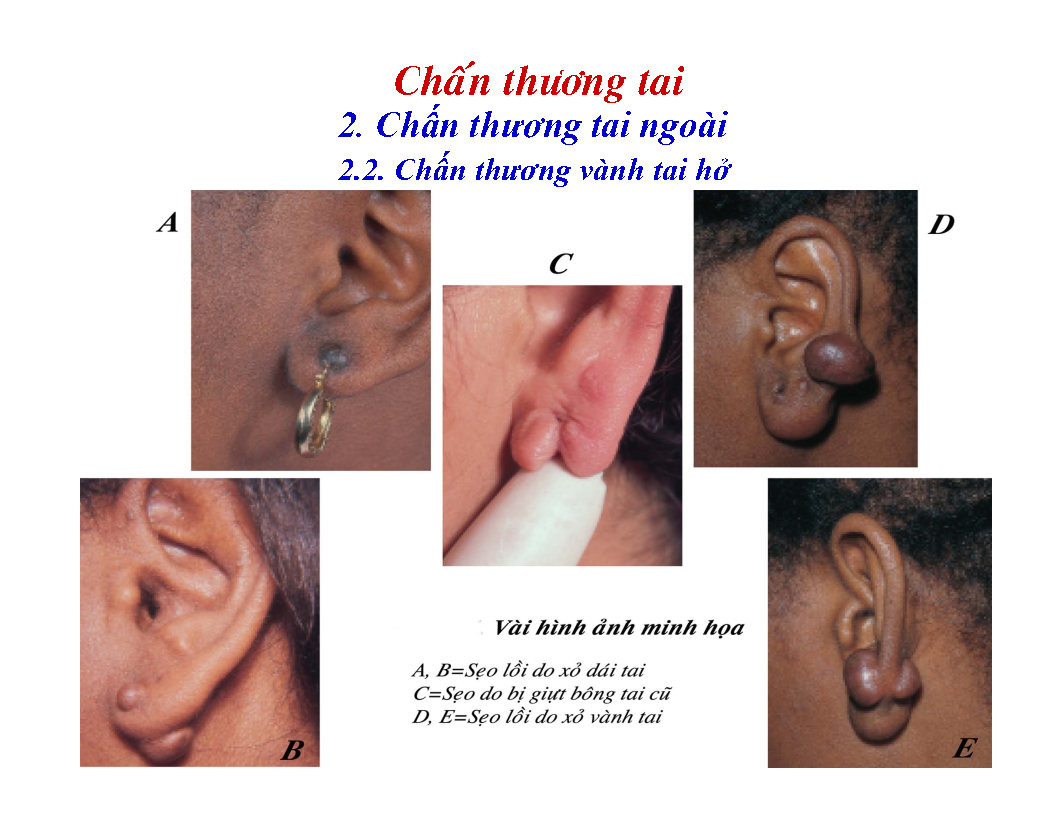 Chấn thương tai
2. Chấn thương tai ngoài
2.2. Chấn thương vành tai hở
A
C
D
B
E
Vài hình ảnh minh họa
A, B=Sẹo lồi do xỏ dái tai
C=Sẹo do bị giựt bông tai cũ
D, E=Sẹo lồi do xỏ vành tai